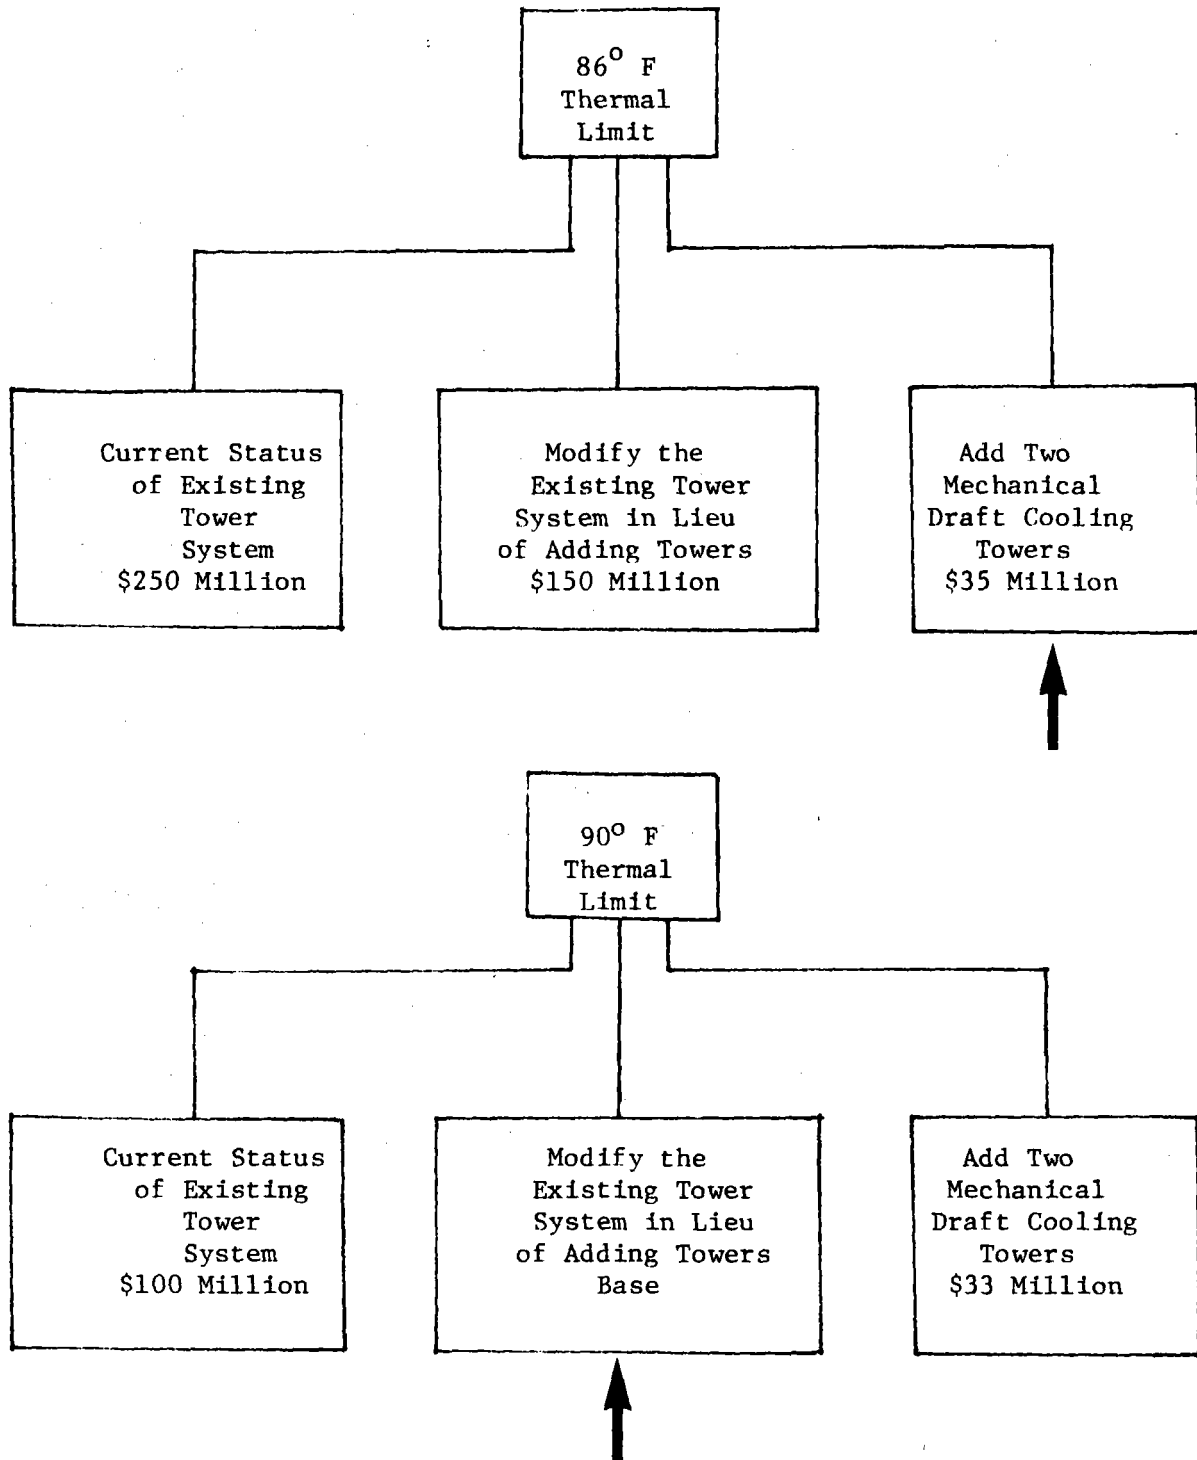 86° F
Thermal
Limit
Current Status
of Existing
Tower
System
$250 Million
Modify the
Existing Tower
System in Lieu
of Adding Towers
$150 Million
Add Two
Mechanical
Draft Cooling
Towers
$35 Million
90° F
Thermal
Limit
Current Status
of Existing
Tower
System
$100 Million
Modify the
Existing Tower
System in Lieu
of Adding Towers
Base
Add Two
Mechanical
Draft Cooling
Towers
$33 Million